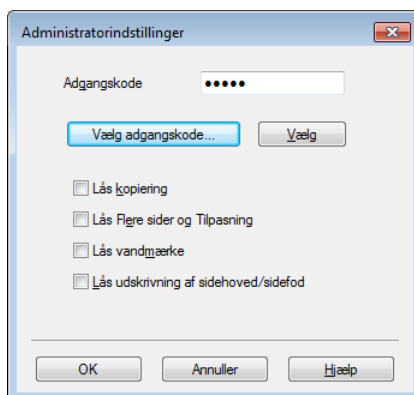 Administratorindstillinger
Adgangskode •••••
Vælg adgangskode... Vælg
Lås kopiering
Lås Flere sider og Tilpasning
Lås vandmærke
Lås udskrivning af sidehoved/sidefod
OK Annuller Hjælp